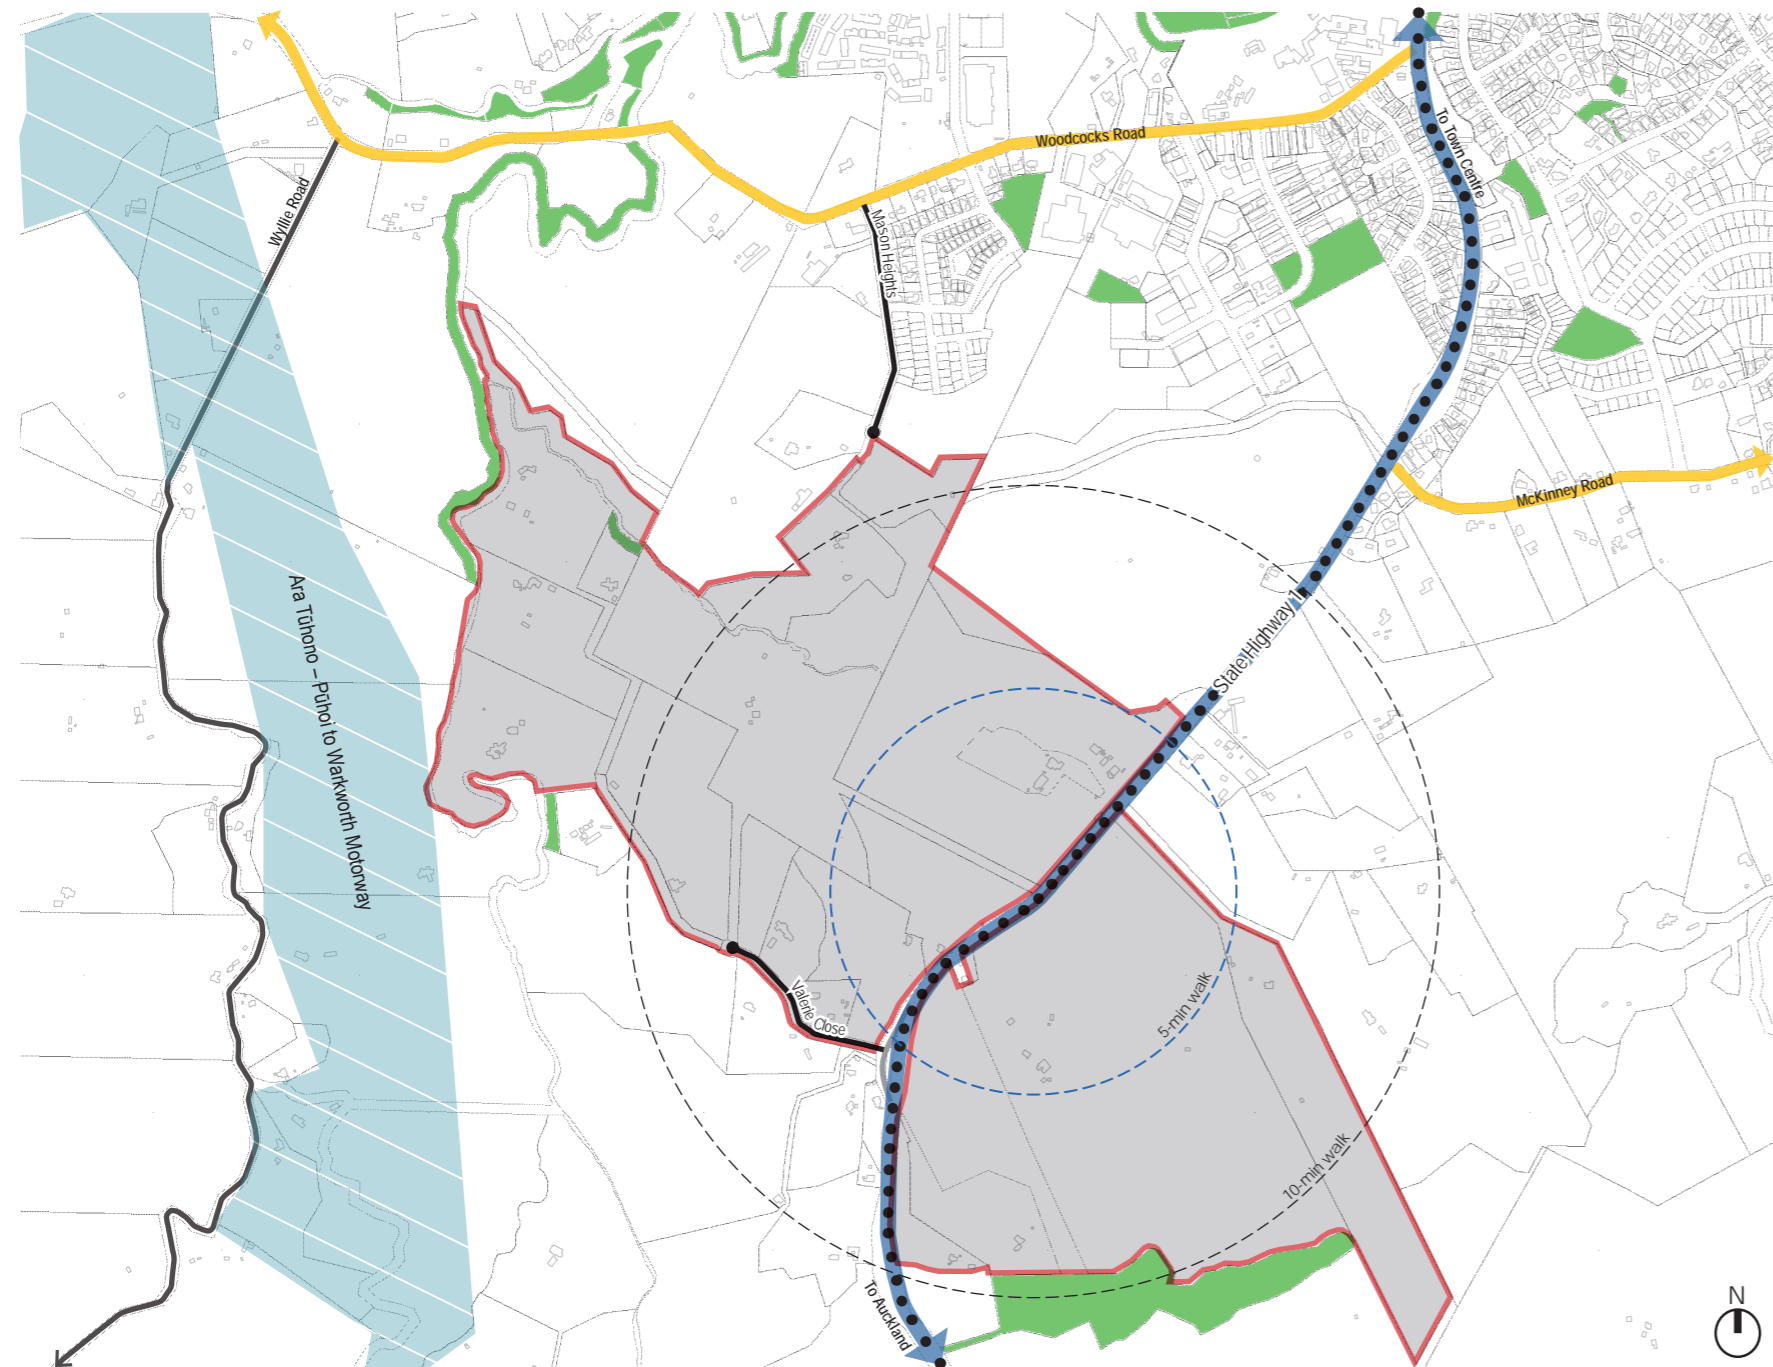 To Town Centre
Woodcocks Road
Wyllie Road
Mason Heights
McKinney Road
State Highway 1
Ara Tūhono – Pūhoi to Warkworth Motorway
5-min walk
Valerie Close
10-min walk
To Auckland
N